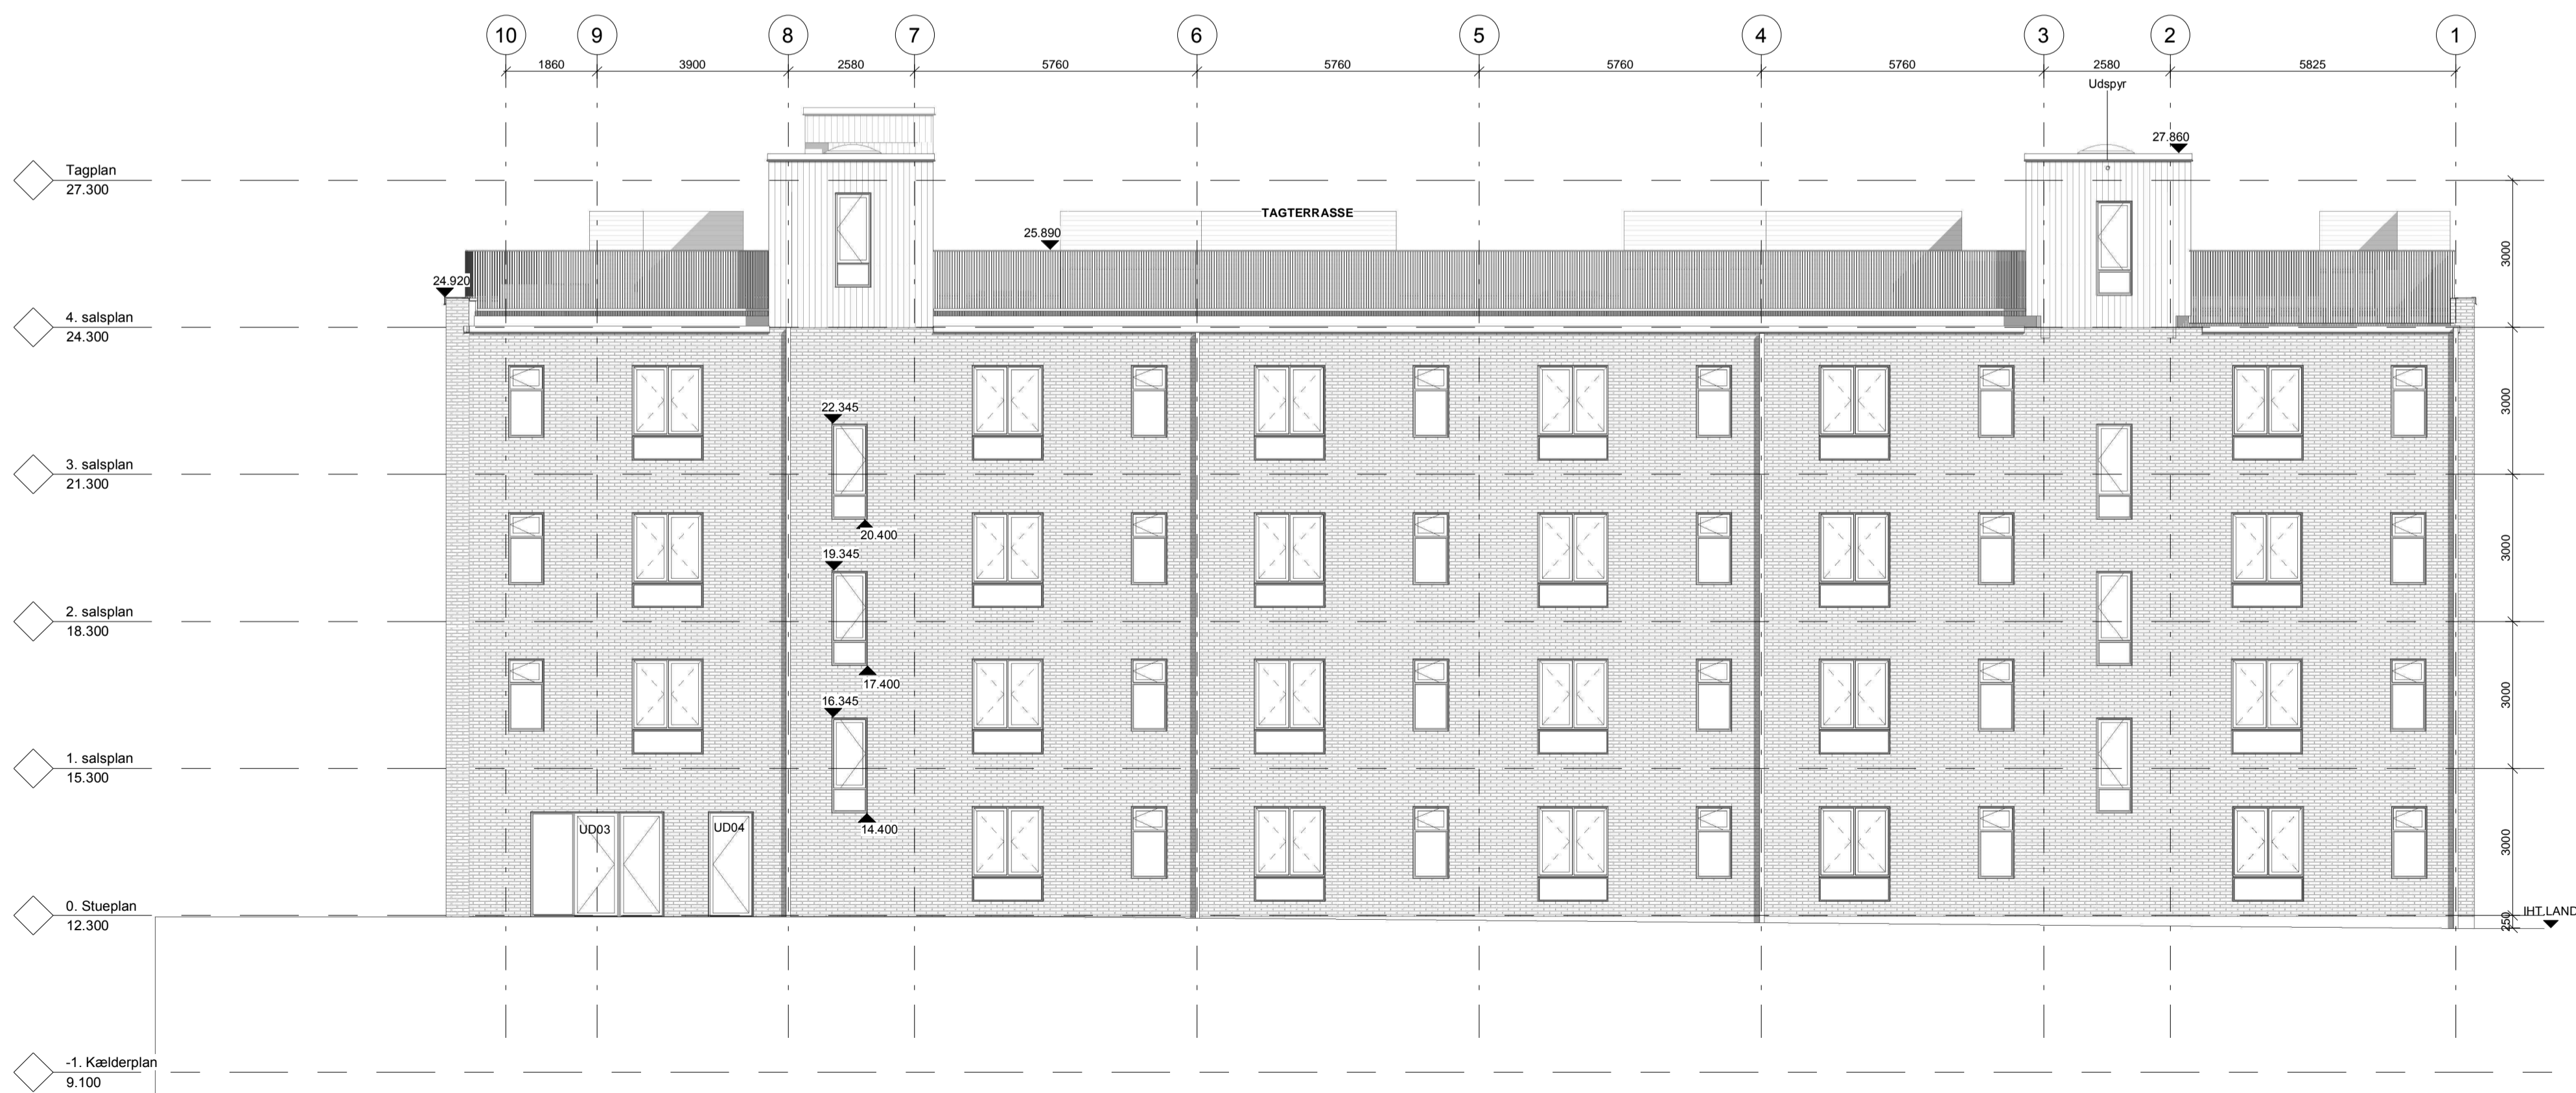 10 9 8 7 6 5 4 3 2 1
1860 3900 2580 5760 5760 5760 5760 2580 5825
Udspyr
27.860
Tagplan
27.300
TAGTERRASSE
25.890
3000
24.920
4. salsplan
24.300
3000
22.345
3. salsplan
21.300
20.400
3000
19.345
2. salsplan
18.300
17.400
3000
16.345
1. salsplan
15.300
14.400
UD03 UD04
3000
0. Stueplan
12.300
250
IHT.LAND
-1. Kælderplan
9.100